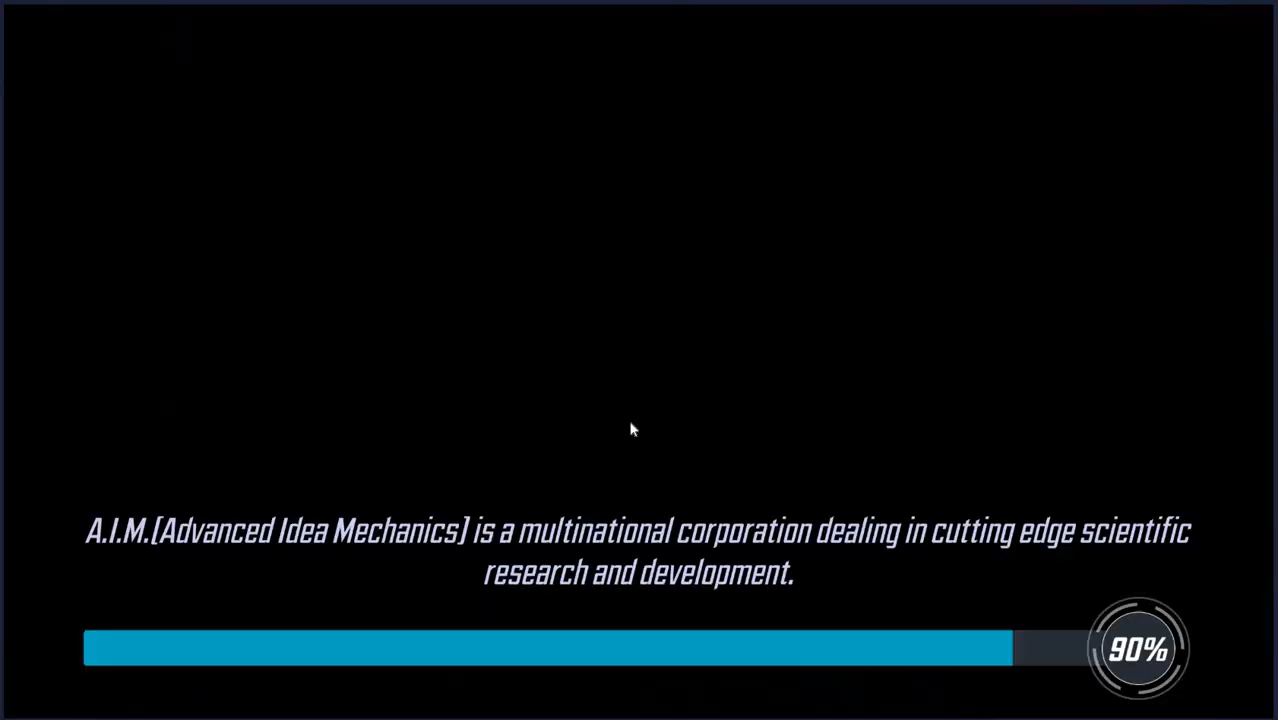 A.I.M.[Advanced Idea Mechanics] is a multinational corporation dealing in cutting edge scientific
research and development.
90%